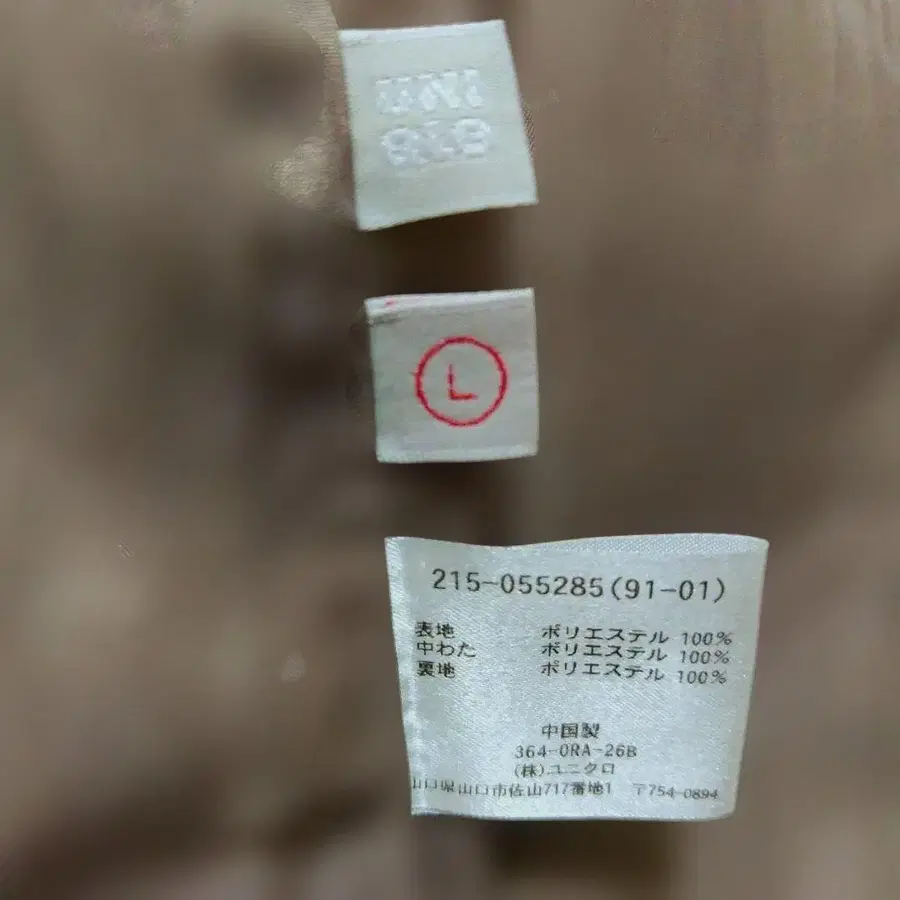 L
215-055285(91-01)
表地 ポリエステル 100%
中わた ポリエステル 100%
裏地 ポリエステル 100%
中国製
364-0RA-26B
(株)ユニクロ
山口県山口市佐山717番地1 〒754-0894